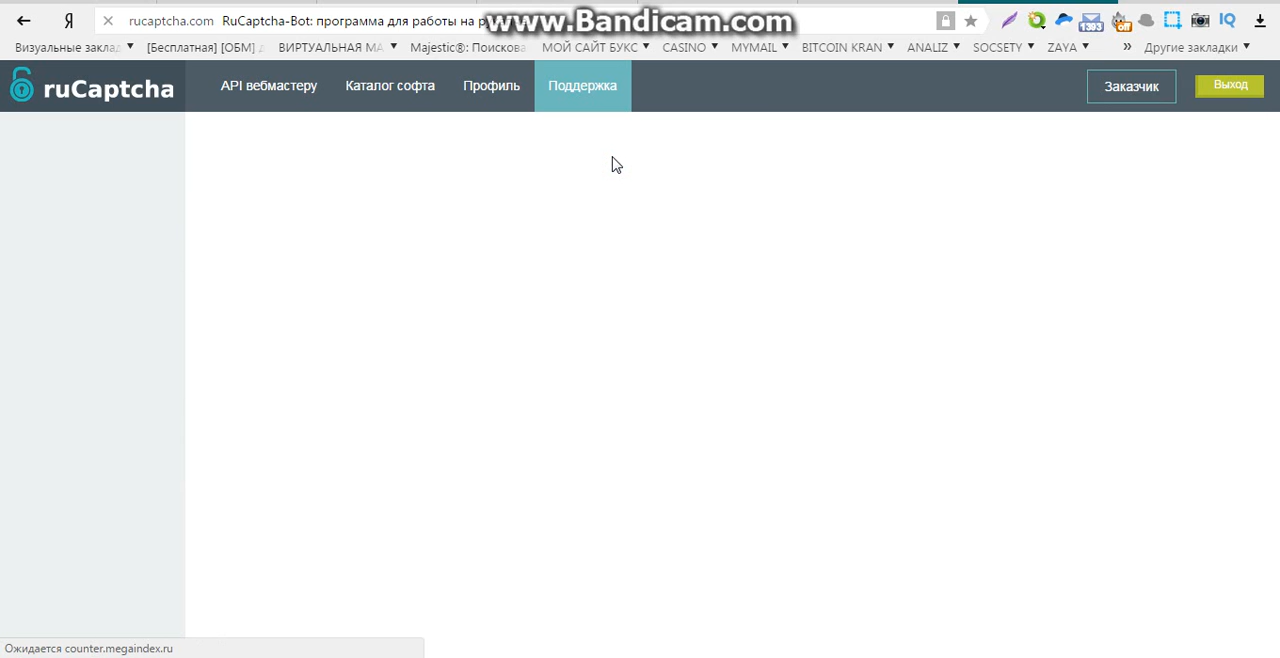 www.Bandicam.com
rucaptcha.com RuCaptcha-Bot: программа для работы на
Визуальные заклад [Бесплатная] [ОБМ] ВИРТУАЛЬНАЯ МА Majestic®: Поискова МОЙ САЙТ БУКС CASINO MYMAIL BITCOIN KRAN ANALIZ SOCSETY ZAYA » Другие закладки
ruCaptcha API вебмастеру Каталог софта Профиль Поддержка Заказчик Выход
Ожидается counter.megaindex.ru